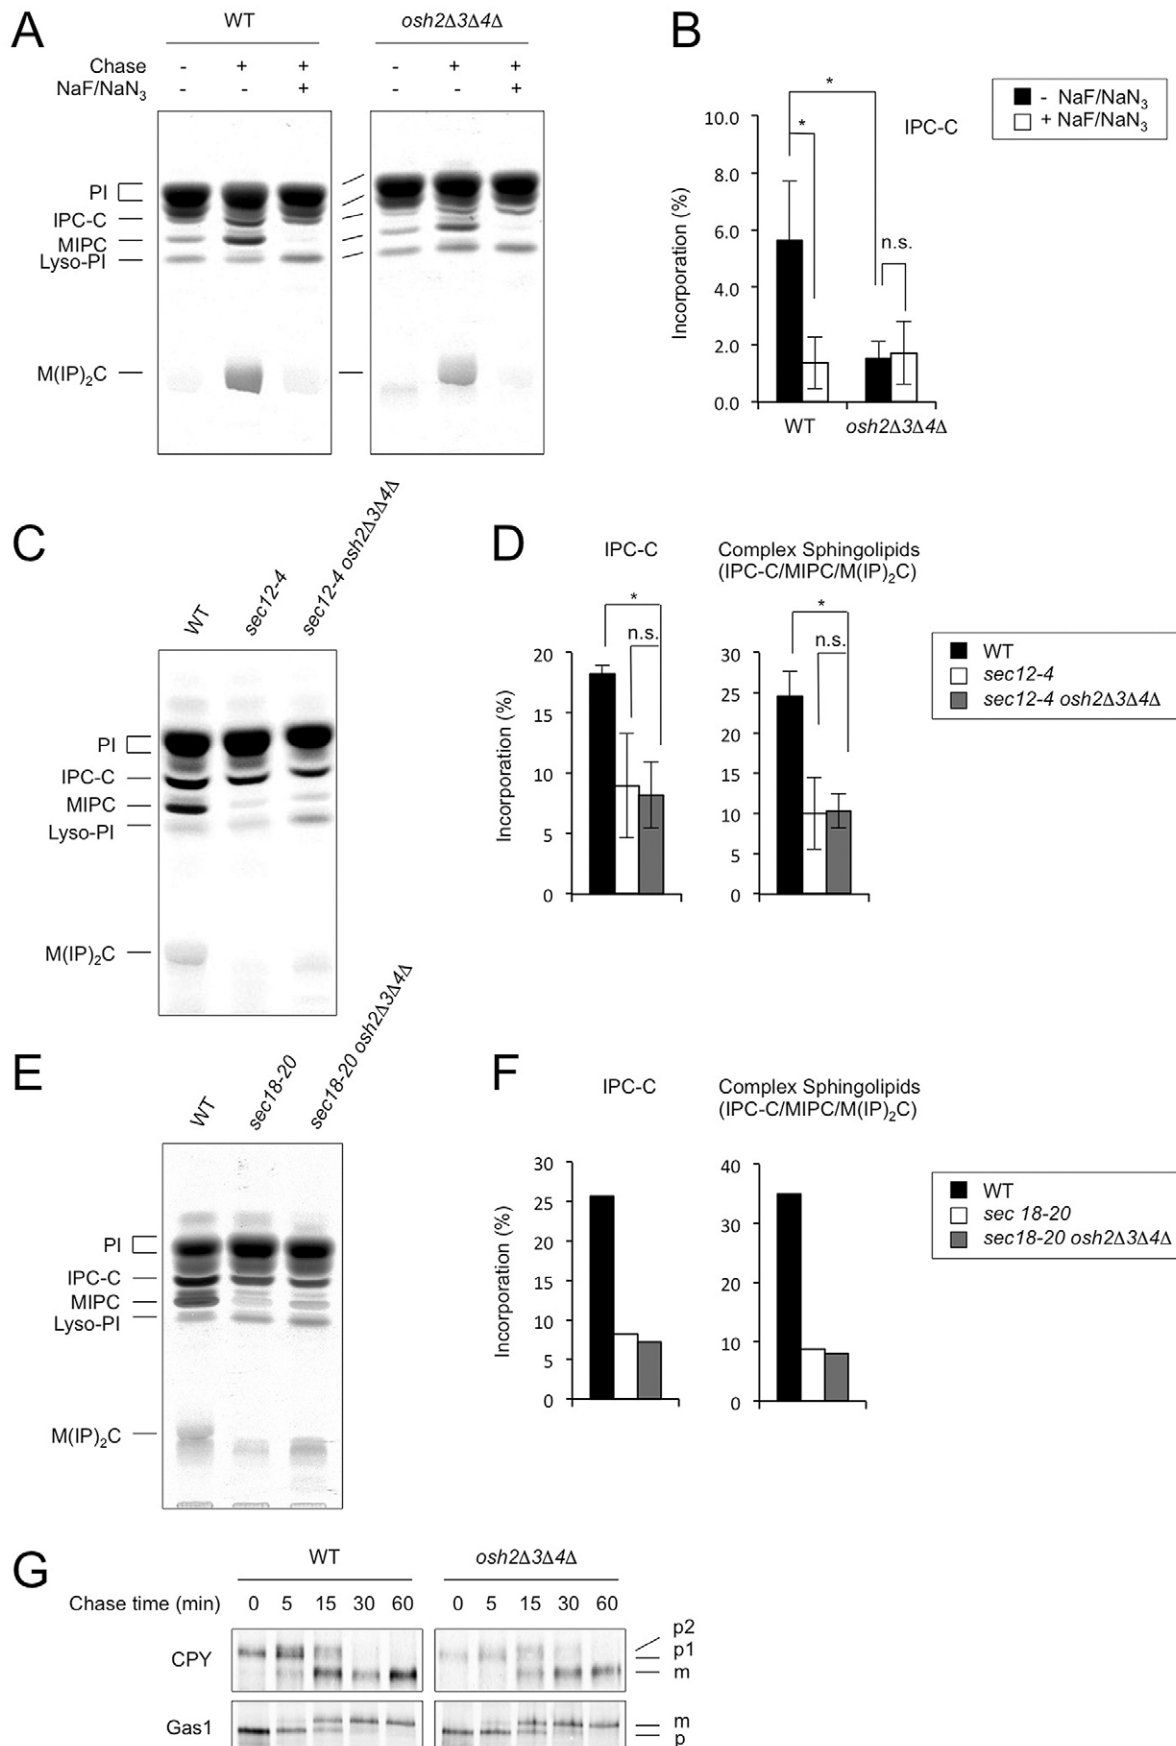 A
WT
osh2Δ3Δ4Δ
Chase - + + - + +
NaF/NaN₃ - - + - - +
PI
IPC-C
MIPC
Lyso-PI
M(IP)₂C
B
- NaF/NaN₃
+ NaF/NaN₃
IPC-C
*
*
n.s.
Incorporation (%)
10.0
8.0
6.0
4.0
2.0
0.0
WT osh2Δ3Δ4Δ
C
WT
sec12-4
sec12-4 osh2Δ3Δ4Δ
PI
IPC-C
MIPC
Lyso-PI
M(IP)₂C
D
IPC-C
*
n.s.
Incorporation (%)
20
15
10
5
0
Complex Sphingolipids
(IPC-C/MIPC/M(IP)₂C)
*
n.s.
30
25
20
15
10
5
0
WT
sec12-4
sec12-4 osh2Δ3Δ4Δ
E
WT
sec18-20
sec18-20 osh2Δ3Δ4Δ
PI
IPC-C
MIPC
Lyso-PI
M(IP)₂C
F
IPC-C
Incorporation (%)
30
25
20
15
10
5
0
Complex Sphingolipids
(IPC-C/MIPC/M(IP)₂C)
40
30
20
10
0
WT
sec 18-20
sec18-20 osh2Δ3Δ4Δ
G
WT
osh2Δ3Δ4Δ
Chase time (min) 0 5 15 30 60 0 5 15 30 60
CPY
p2
p1
m
Gas1
m
p